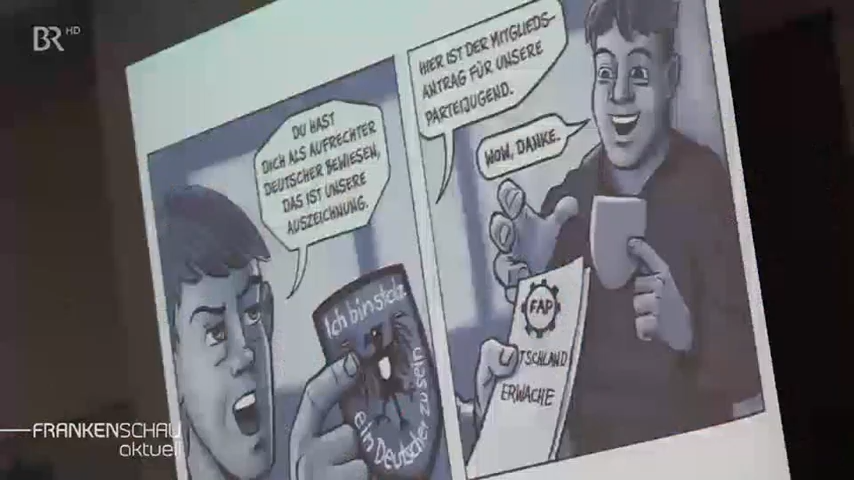 BR HD
DU HAST
DICH ALS AUFRECHTER
DEUTSCHER BEWIESEN,
DAS IST UNSERE
AUSZEICHNUNG.
Ich bin stolz
ein Deutscher zu sein
HIER IST DER MITGLIEDS-
ANTRAG FÜR UNSERE
PARTEIJUGEND.
WOW, DANKE.
FAP
UTSCHLAND
ERWACHE
FRANKENSCHAU
aktuell